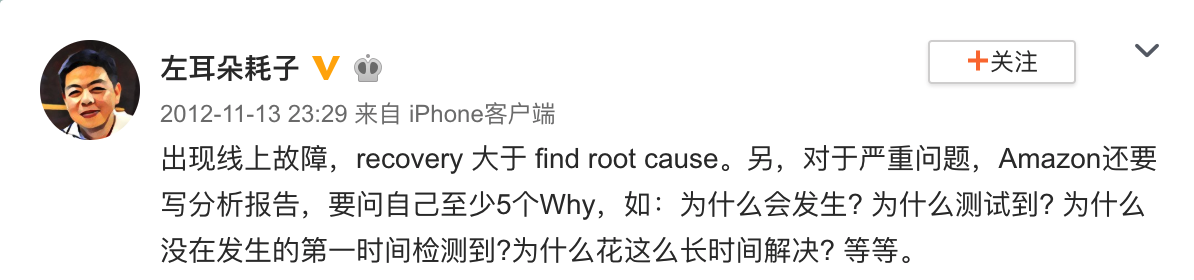 左耳朵耗子
+关注
2012-11-13 23:29 来自 iPhone客户端
出现线上故障，recovery 大于 find root cause。另，对于严重问题，Amazon还要
写分析报告，要问自己至少5个Why，如：为什么会发生? 为什么测试到? 为什么
没在发生的第一时间检测到?为什么花这么长时间解决? 等等。